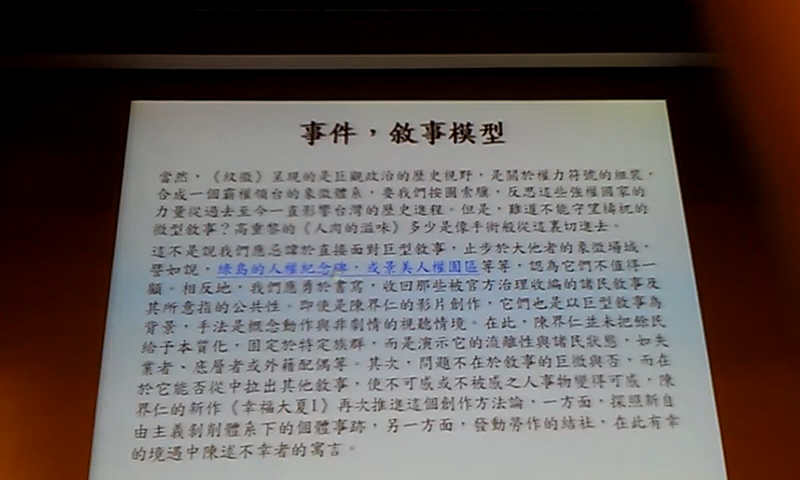 事件，敘事模型
當然，《紋徽》呈現的是巨觀政治的歷史視野，是關於權力符號的組裝，
合成一個霸權領台的象徵體系，要我們按圖索驥，反思這些強權國家的
力量從過去至今一直影響台灣的歷史進程。但是，難道不能守望檮杌的
微型敘事？高重黎的《人肉的滋味》多少是像手術般從這裏切進去。
這不是說我們應忌諱於直接面對巨型敘事，止步於大他者的象徵場域，
譬如說，綠島的人權紀念碑，或景美人權園區等等，認為它們不值得一
顧。相反地，我們應勇於書寫，收回那些被官方治理收編的諸民敘事及
其所意指的公共性。即使是陳界仁的影片創作，它們也是以巨型敘事為
背景，手法是概念動作與非劇情的視聽情境。在此，陳界仁並未把餘民
給予本質化，固定於特定族群，而是演示它的流離性與諸民狀態，如失
業者、底層者或外籍配偶等。其次，問題不在於敘事的巨微與否，而在
於它能否從中拉出其他敘事，使不可感或不被感之人事物變得可感，陳
界仁的新作《幸福大廈I》再次推進這個創作方法論，一方面，探照新自
由主義剝削體系下的個體事跡，另一方面，發動勞作的結社，在此有幸
的境遇中陳述不幸者的寓言。